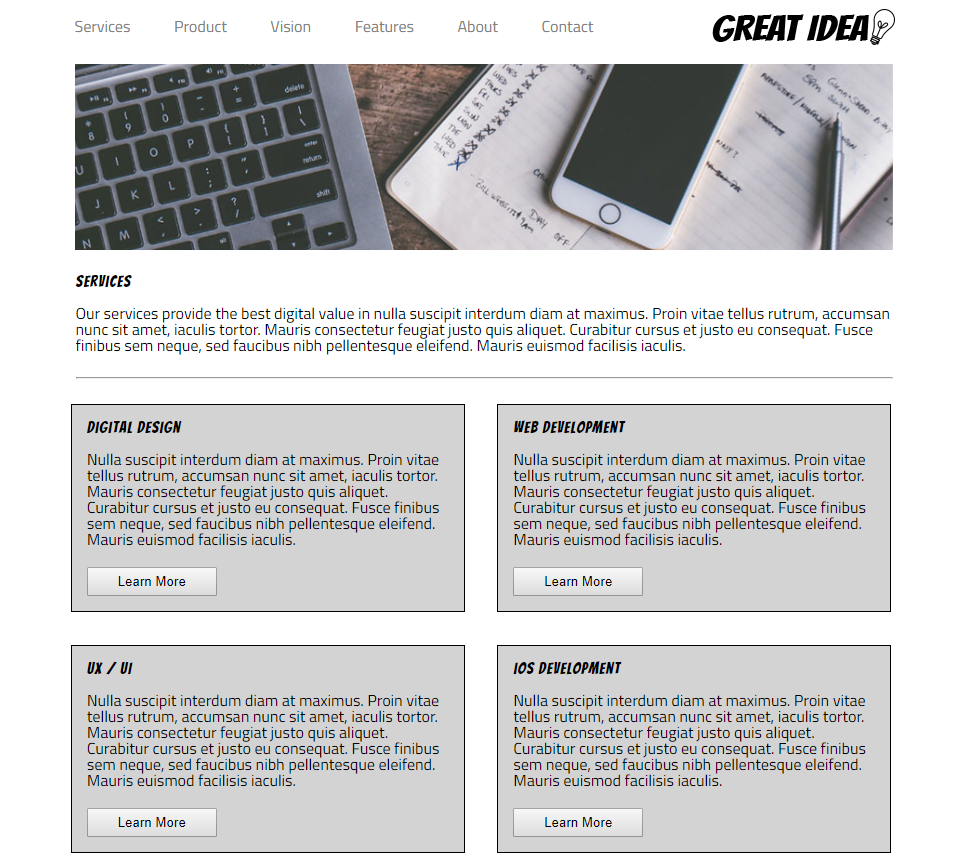 Services Product Vision Features About Contact GREAT IDEA
delete
return
shift
DAY
OFF
SERVICES
Our services provide the best digital value in nulla suscipit interdum diam at maximus. Proin vitae tellus rutrum, accumsan
nunc sit amet, iaculis tortor. Mauris consectetur feugiat justo quis aliquet. Curabitur cursus et justo eu consequat. Fusce
finibus sem neque, sed faucibus nibh pellentesque eleifend. Mauris euismod facilisis iaculis.
DIGITAL DESIGN
Nulla suscipit interdum diam at maximus. Proin vitae
tellus rutrum, accumsan nunc sit amet, iaculis tortor.
Mauris consectetur feugiat justo quis aliquet.
Curabitur cursus et justo eu consequat. Fusce finibus
sem neque, sed faucibus nibh pellentesque eleifend.
Mauris euismod facilisis iaculis.
Learn More
WEB DEVELOPMENT
Nulla suscipit interdum diam at maximus. Proin vitae
tellus rutrum, accumsan nunc sit amet, iaculis tortor.
Mauris consectetur feugiat justo quis aliquet.
Curabitur cursus et justo eu consequat. Fusce finibus
sem neque, sed faucibus nibh pellentesque eleifend.
Mauris euismod facilisis iaculis.
Learn More
UX / UI
Nulla suscipit interdum diam at maximus. Proin vitae
tellus rutrum, accumsan nunc sit amet, iaculis tortor.
Mauris consectetur feugiat justo quis aliquet.
Curabitur cursus et justo eu consequat. Fusce finibus
sem neque, sed faucibus nibh pellentesque eleifend.
Mauris euismod facilisis iaculis.
Learn More
IOS DEVELOPMENT
Nulla suscipit interdum diam at maximus. Proin vitae
tellus rutrum, accumsan nunc sit amet, iaculis tortor.
Mauris consectetur feugiat justo quis aliquet.
Curabitur cursus et justo eu consequat. Fusce finibus
sem neque, sed faucibus nibh pellentesque eleifend.
Mauris euismod facilisis iaculis.
Learn More